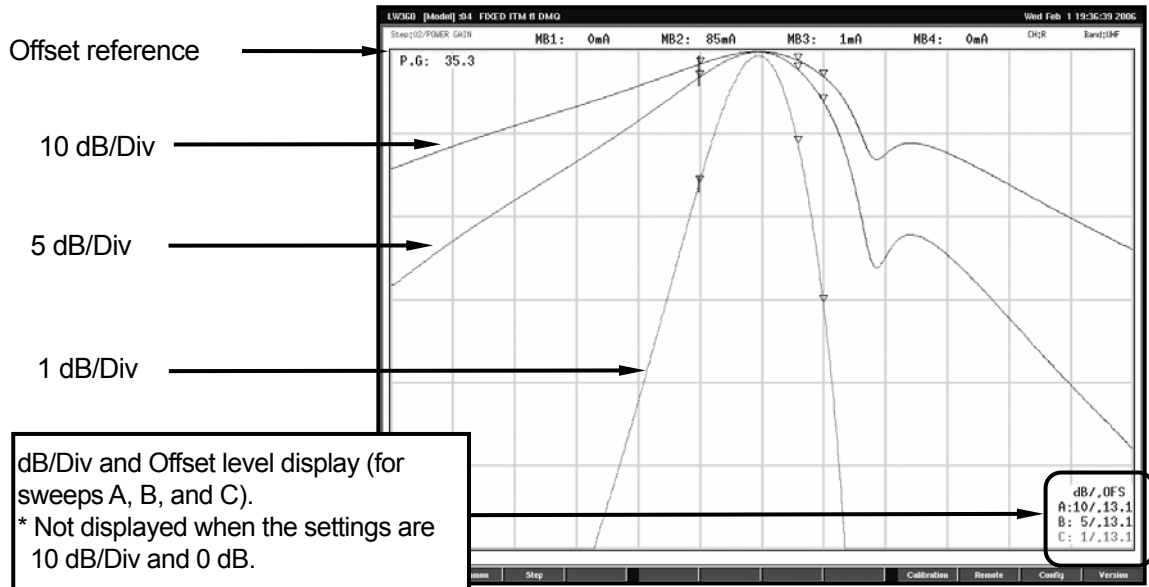 LW360 [Model] :04 FIXED ITM fl DMQ Wed Feb 1 19:36:39 2006
Step:02/POWER GAIN MB1: 0mA MB2: 85mA MB3: 1mA MB4: 0mA CH:R Band:UHF
Offset reference
P.G: 35.3
10 dB/Div
5 dB/Div
1 dB/Div
dB/Div and Offset level display (for
sweeps A, B, and C).
* Not displayed when the settings are
10 dB/Div and 0 dB.
dB/,OFS
A:10/,13.1
B: 5/,13.1
C: 1/,13.1
Step Calibration Remote Config Version